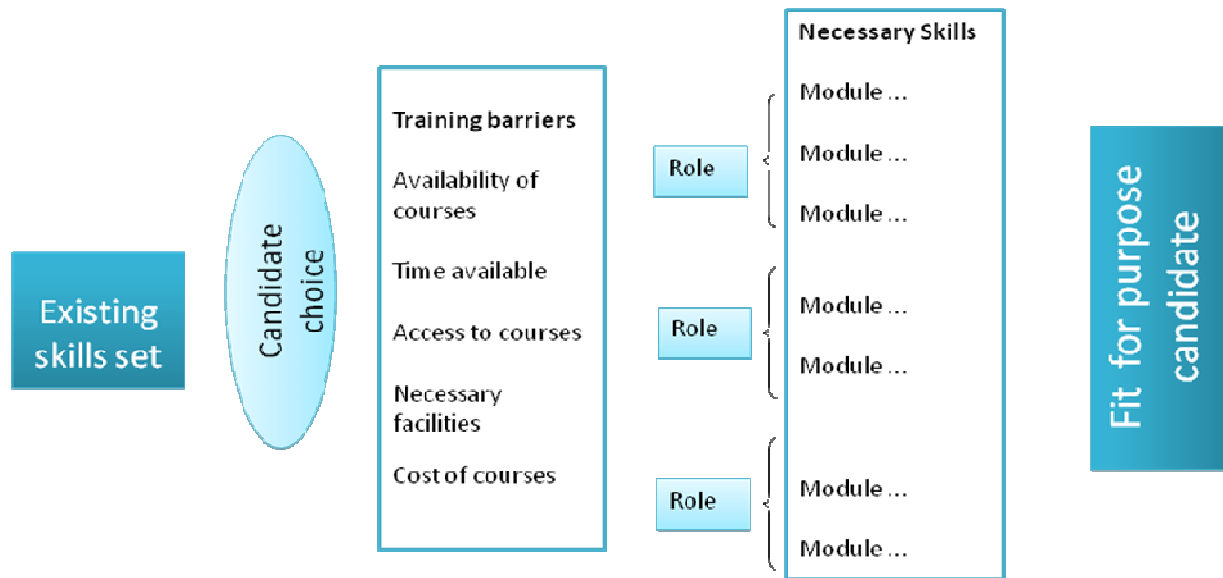 Existing
skills set
Candidate
choice
Training barriers
Availability of
courses
Time available
Access to courses
Necessary
facilities
Cost of courses
Role
Role
Role
Necessary Skills
Module ...
Module ...
Module ...
Module ...
Module ...
Module ...
Module ...
Fit for purpose
candidate